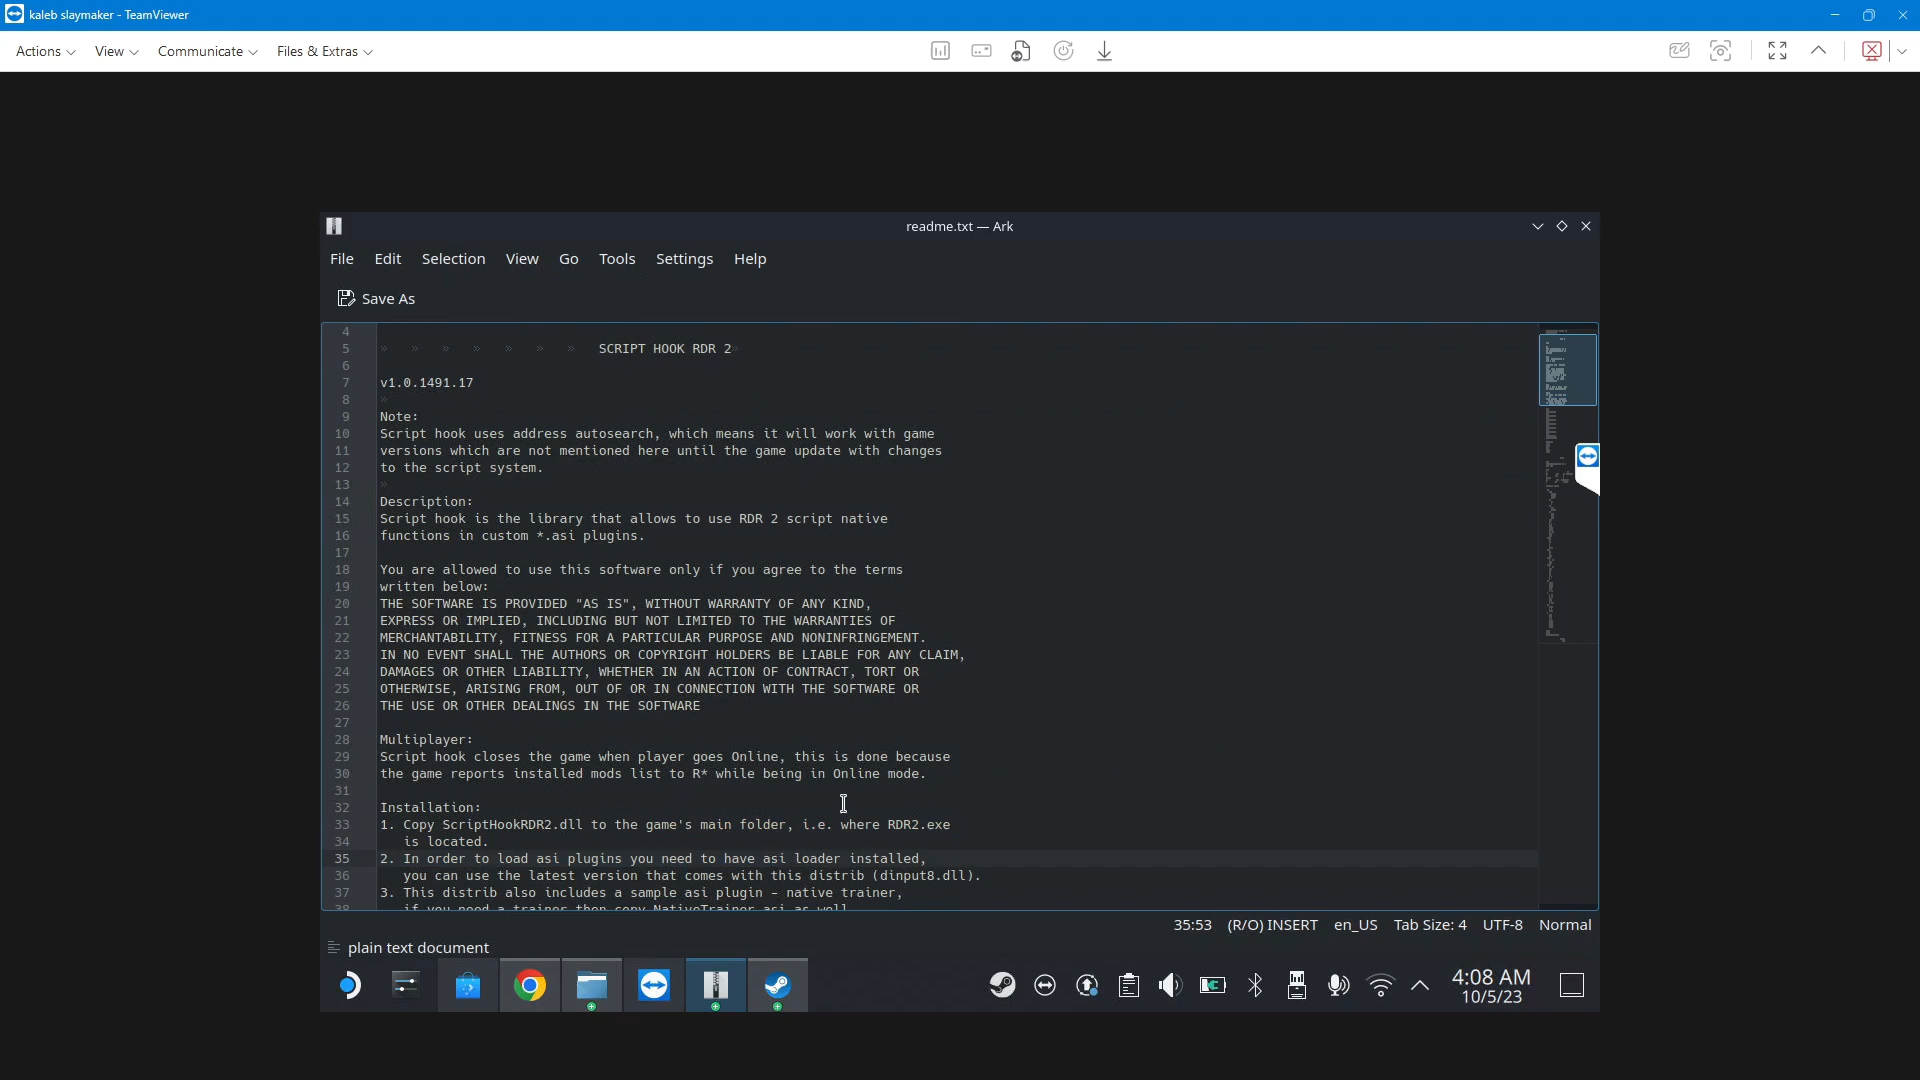 kaleb slaymaker - TeamViewer
Actions View Communicate Files & Extras
readme.txt — Ark
File Edit Selection View Go Tools Settings Help
Save As
4
5 » » » » » » » SCRIPT HOOK RDR 2»
6
7 v1.0.1491.17
8 »
9 Note:
10 Script hook uses address autosearch, which means it will work with game
11 versions which are not mentioned here until the game update with changes
12 to the script system.
13 »
14 Description:
15 Script hook is the library that allows to use RDR 2 script native
16 functions in custom *.asi plugins.
17
18 You are allowed to use this software only if you agree to the terms
19 written below:
20 THE SOFTWARE IS PROVIDED "AS IS", WITHOUT WARRANTY OF ANY KIND,
21 EXPRESS OR IMPLIED, INCLUDING BUT NOT LIMITED TO THE WARRANTIES OF
22 MERCHANTABILITY, FITNESS FOR A PARTICULAR PURPOSE AND NONINFRINGEMENT.
23 IN NO EVENT SHALL THE AUTHORS OR COPYRIGHT HOLDERS BE LIABLE FOR ANY CLAIM,
24 DAMAGES OR OTHER LIABILITY, WHETHER IN AN ACTION OF CONTRACT, TORT OR
25 OTHERWISE, ARISING FROM, OUT OF OR IN CONNECTION WITH THE SOFTWARE OR
26 THE USE OR OTHER DEALINGS IN THE SOFTWARE
27
28 Multiplayer:
29 Script hook closes the game when player goes Online, this is done because
30 the game reports installed mods list to R* while being in Online mode.
31
32 Installation:
33 1. Copy ScriptHookRDR2.dll to the game's main folder, i.e. where RDR2.exe
34 is located.
35 2. In order to load asi plugins you need to have asi loader installed,
36 you can use the latest version that comes with this distrib (dinput8.dll).
37 3. This distrib also includes a sample asi plugin - native trainer,
38 if you need a trainer then copy NativeTrainer.asi as well
35:53 (R/O) INSERT en_US Tab Size: 4 UTF-8 Normal
plain text document
4:08 AM
10/5/23